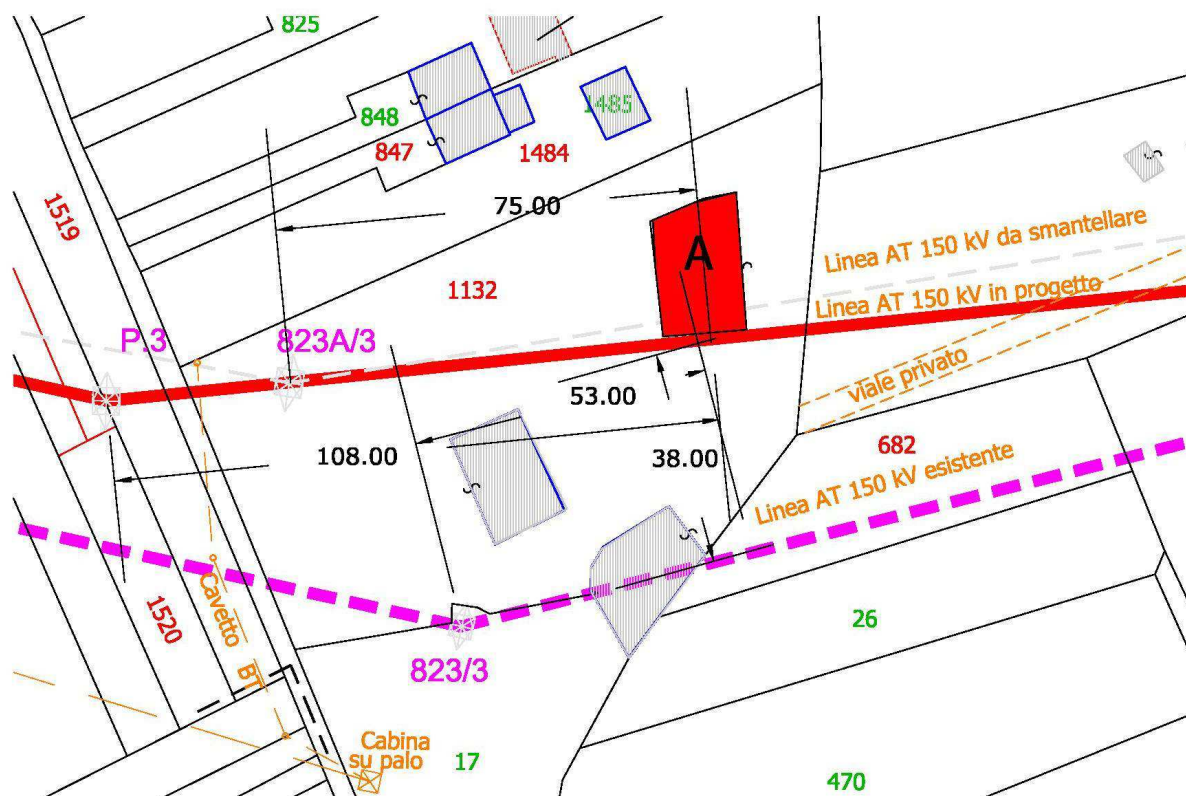 825
848
1485
847
1484
1519
75.00
A
Linea AT 150 kV da smantellare
1132
Linea AT 150 kV in progetto
P.3
823A/3
viale privato
53.00
108.00
38.00
682
Linea AT 150 kV esistente
1520
Cavetto BT
26
823/3
Cabina
su palo
17
470